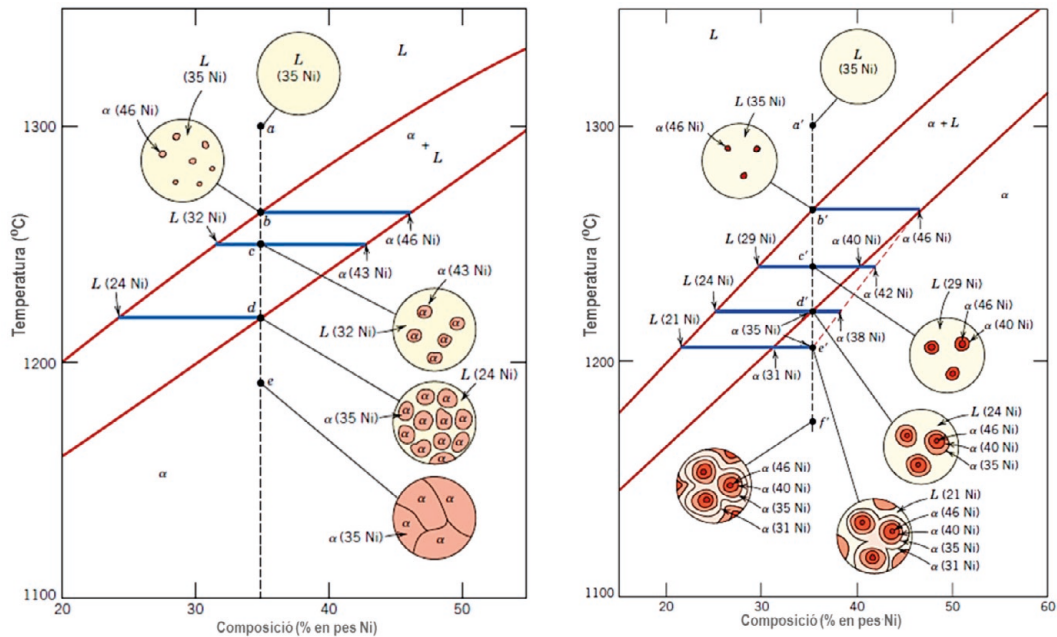 L
L
(35 Ni)
L
(35 Ni)
α (46 Ni)
a
α
+
L
1300
b
L (32 Ni)
c
α (46 Ni)
α (43 Ni)
L (24 Ni)
d
α (43 Ni)
L (32 Ni)
Temperatura (ºC)
1200
e
L (24 Ni)
α (35 Ni)
α α α α α α α α α α
α
α (35 Ni)
α
α
α
α
1100
20
30
40
50
Composició (% en pes Ni)
L
L
(35 Ni)
1300
a'
α + L
L (35 Ni)
α (46 Ni)
α
b'
L (29 Ni)
c'
α (40 Ni)
α (46 Ni)
L (24 Ni)
d'
α (42 Ni)
L (29 Ni)
α (46 Ni)
α (40 Ni)
L (21 Ni)
α (35 Ni)
α (38 Ni)
e'
α (31 Ni)
Temperatura (ºC)
1200
L (24 Ni)
α (46 Ni)
α (40 Ni)
α (35 Ni)
f'
α (46 Ni)
α (40 Ni)
α (35 Ni)
α (31 Ni)
L (21 Ni)
α (46 Ni)
α (40 Ni)
α (35 Ni)
α (31 Ni)
1100
20
30
40
50
60
Composició (% en pes Ni)